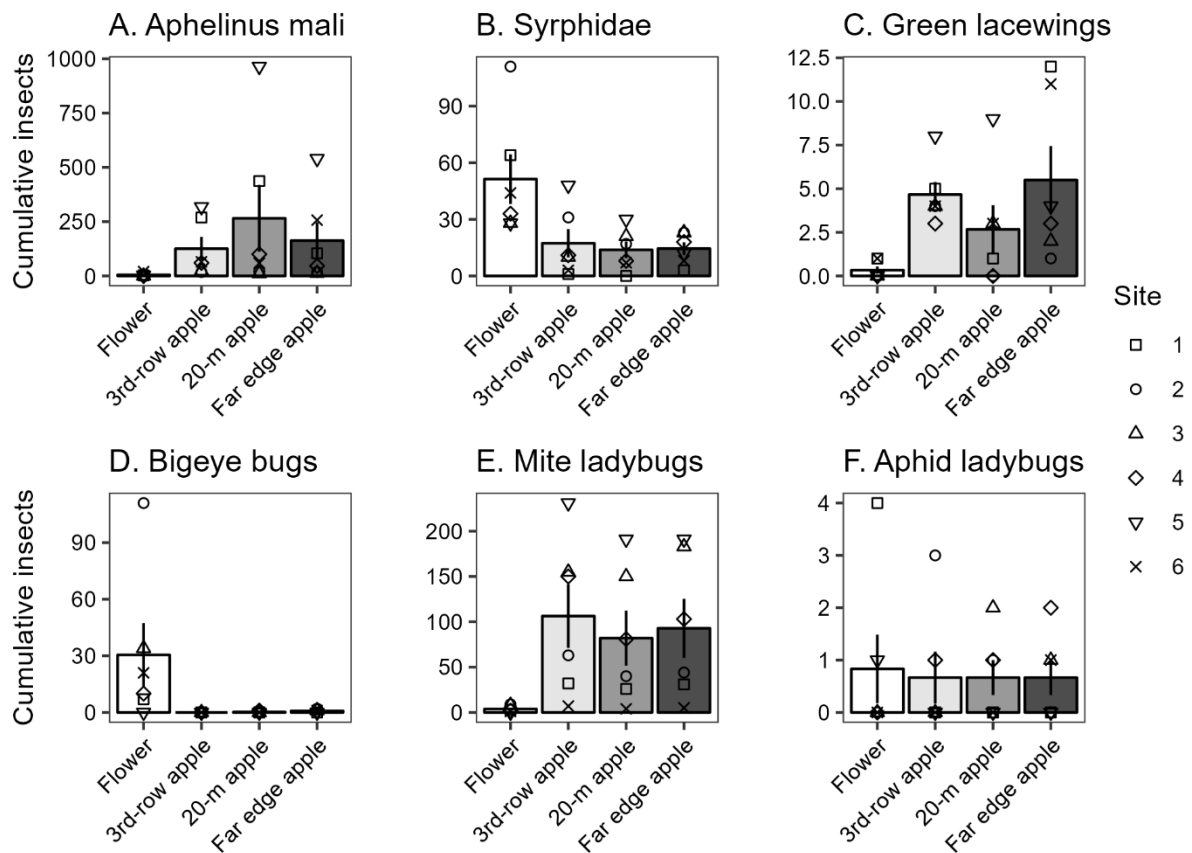 A. Aphelinus mali
B. Syrphidae
C. Green lacewings
Cumulative insects
1000
750
500
250
0
90
60
30
0
12.5
10.0
7.5
5.0
2.5
0.0
Flower
3rd-row apple
20-m apple
Far edge apple
Flower
3rd-row apple
20-m apple
Far edge apple
Flower
3rd-row apple
20-m apple
Far edge apple
Site
1
2
3
4
5
6
D. Bigeye bugs
E. Mite ladybugs
F. Aphid ladybugs
Cumulative insects
90
60
30
0
200
150
100
50
0
4
3
2
1
0
Flower
3rd-row apple
20-m apple
Far edge apple
Flower
3rd-row apple
20-m apple
Far edge apple
Flower
3rd-row apple
20-m apple
Far edge apple